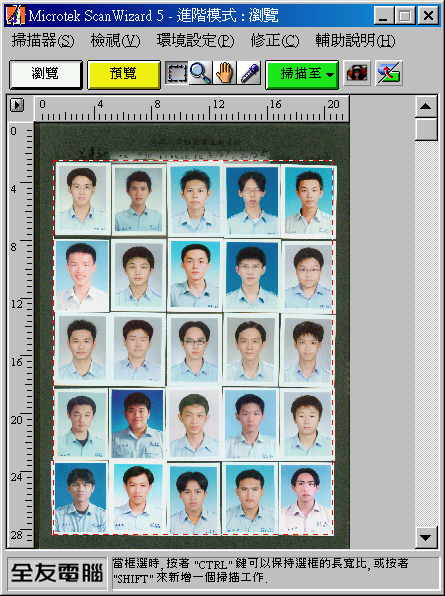 Microtek ScanWizard 5 - 進階模式 : 瀏覽
掃描器(S) 檢視(V) 環境設定(P) 修正(C) 輔助說明(H)
瀏覽 預覽 掃描至
0 4 8 12 16 20
0
4
8
12
16
20
24
28
全友電腦
當框選時, 按著 "CTRL" 鍵可以保持選框的長寬比, 或按著
"SHIFT" 來新增一個掃描工作.